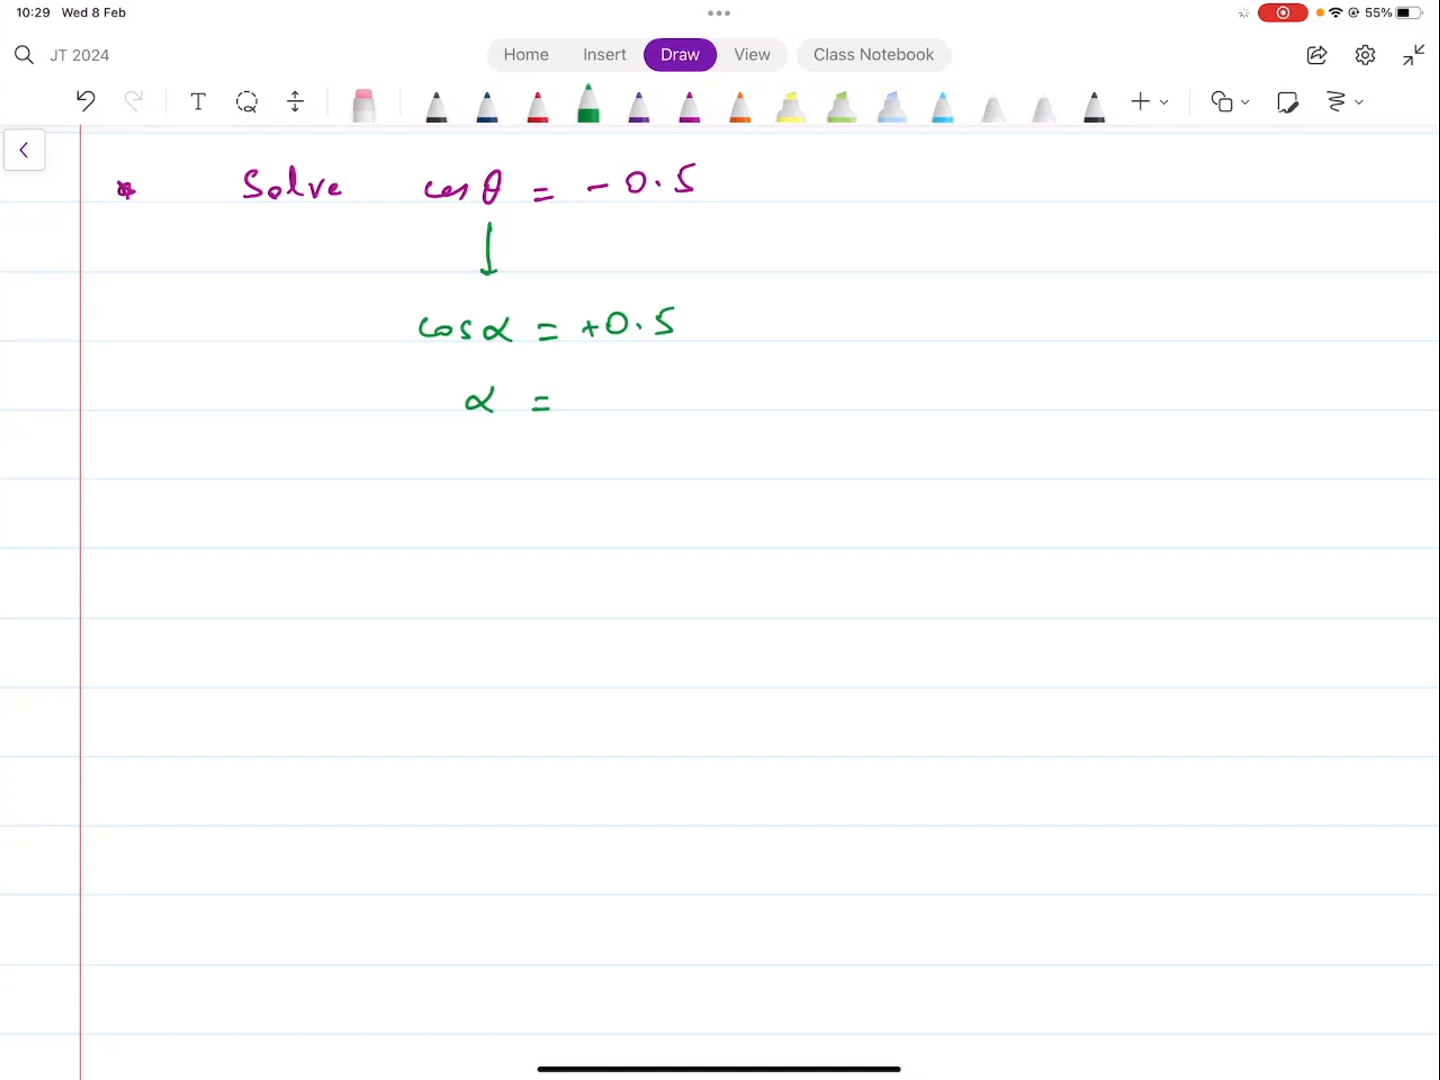 10:29 Wed 8 Feb
55%
JT 2024
Home Insert Draw View Class Notebook
T
* Solve cos θ = - 0.5
↓
cos α = +0.5
α =